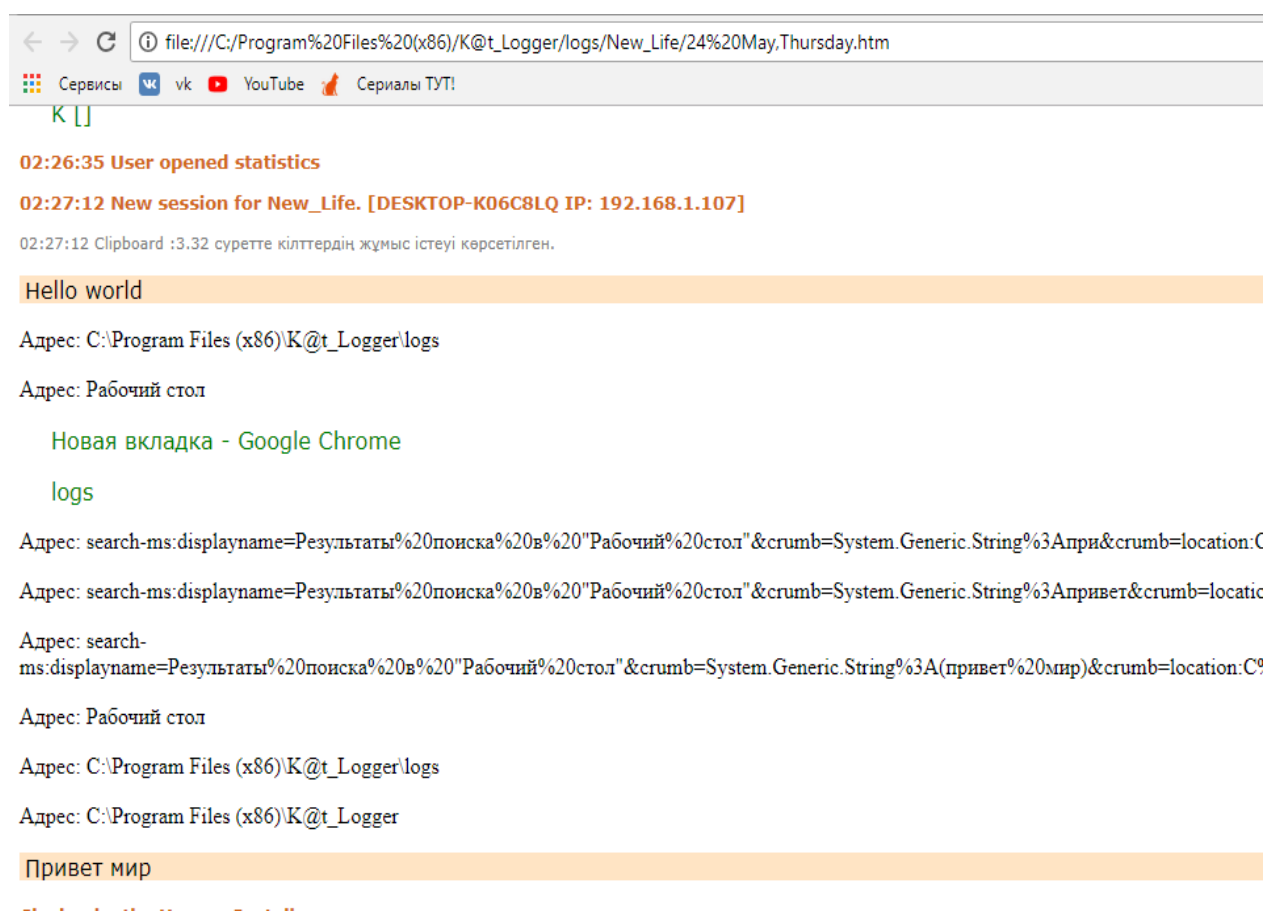 file:///C:/Program%20Files%20(x86)/K@t_Logger/logs/New_Life/24%20May,Thursday.htm
Сервисы vk YouTube Сериалы ТУТ!
K []
02:26:35 User opened statistics
02:27:12 New session for New_Life. [DESKTOP-K06C8LQ IP: 192.168.1.107]
02:27:12 Clipboard :3.32 суретте кілттердің жұмыс істеуі көрсетілген.
Hello world
Адрес: C:\Program Files (x86)\K@t_Logger\logs
Адрес: Рабочий стол
Новая вкладка - Google Chrome
logs
Адрес: search-ms:displayname=Результаты%20поиска%20в%20"Рабочий%20стол"&crumb=System.Generic.String%3Aпри&crumb=location:C
Адрес: search-ms:displayname=Результаты%20поиска%20в%20"Рабочий%20стол"&crumb=System.Generic.String%3Aпривет&crumb=locatio
Адрес: search-
ms:displayname=Результаты%20поиска%20в%20"Рабочий%20стол"&crumb=System.Generic.String%3A(привет%20мир)&crumb=location:C%
Адрес: Рабочий стол
Адрес: C:\Program Files (x86)\K@t_Logger\logs
Адрес: C:\Program Files (x86)\K@t_Logger
Привет мир